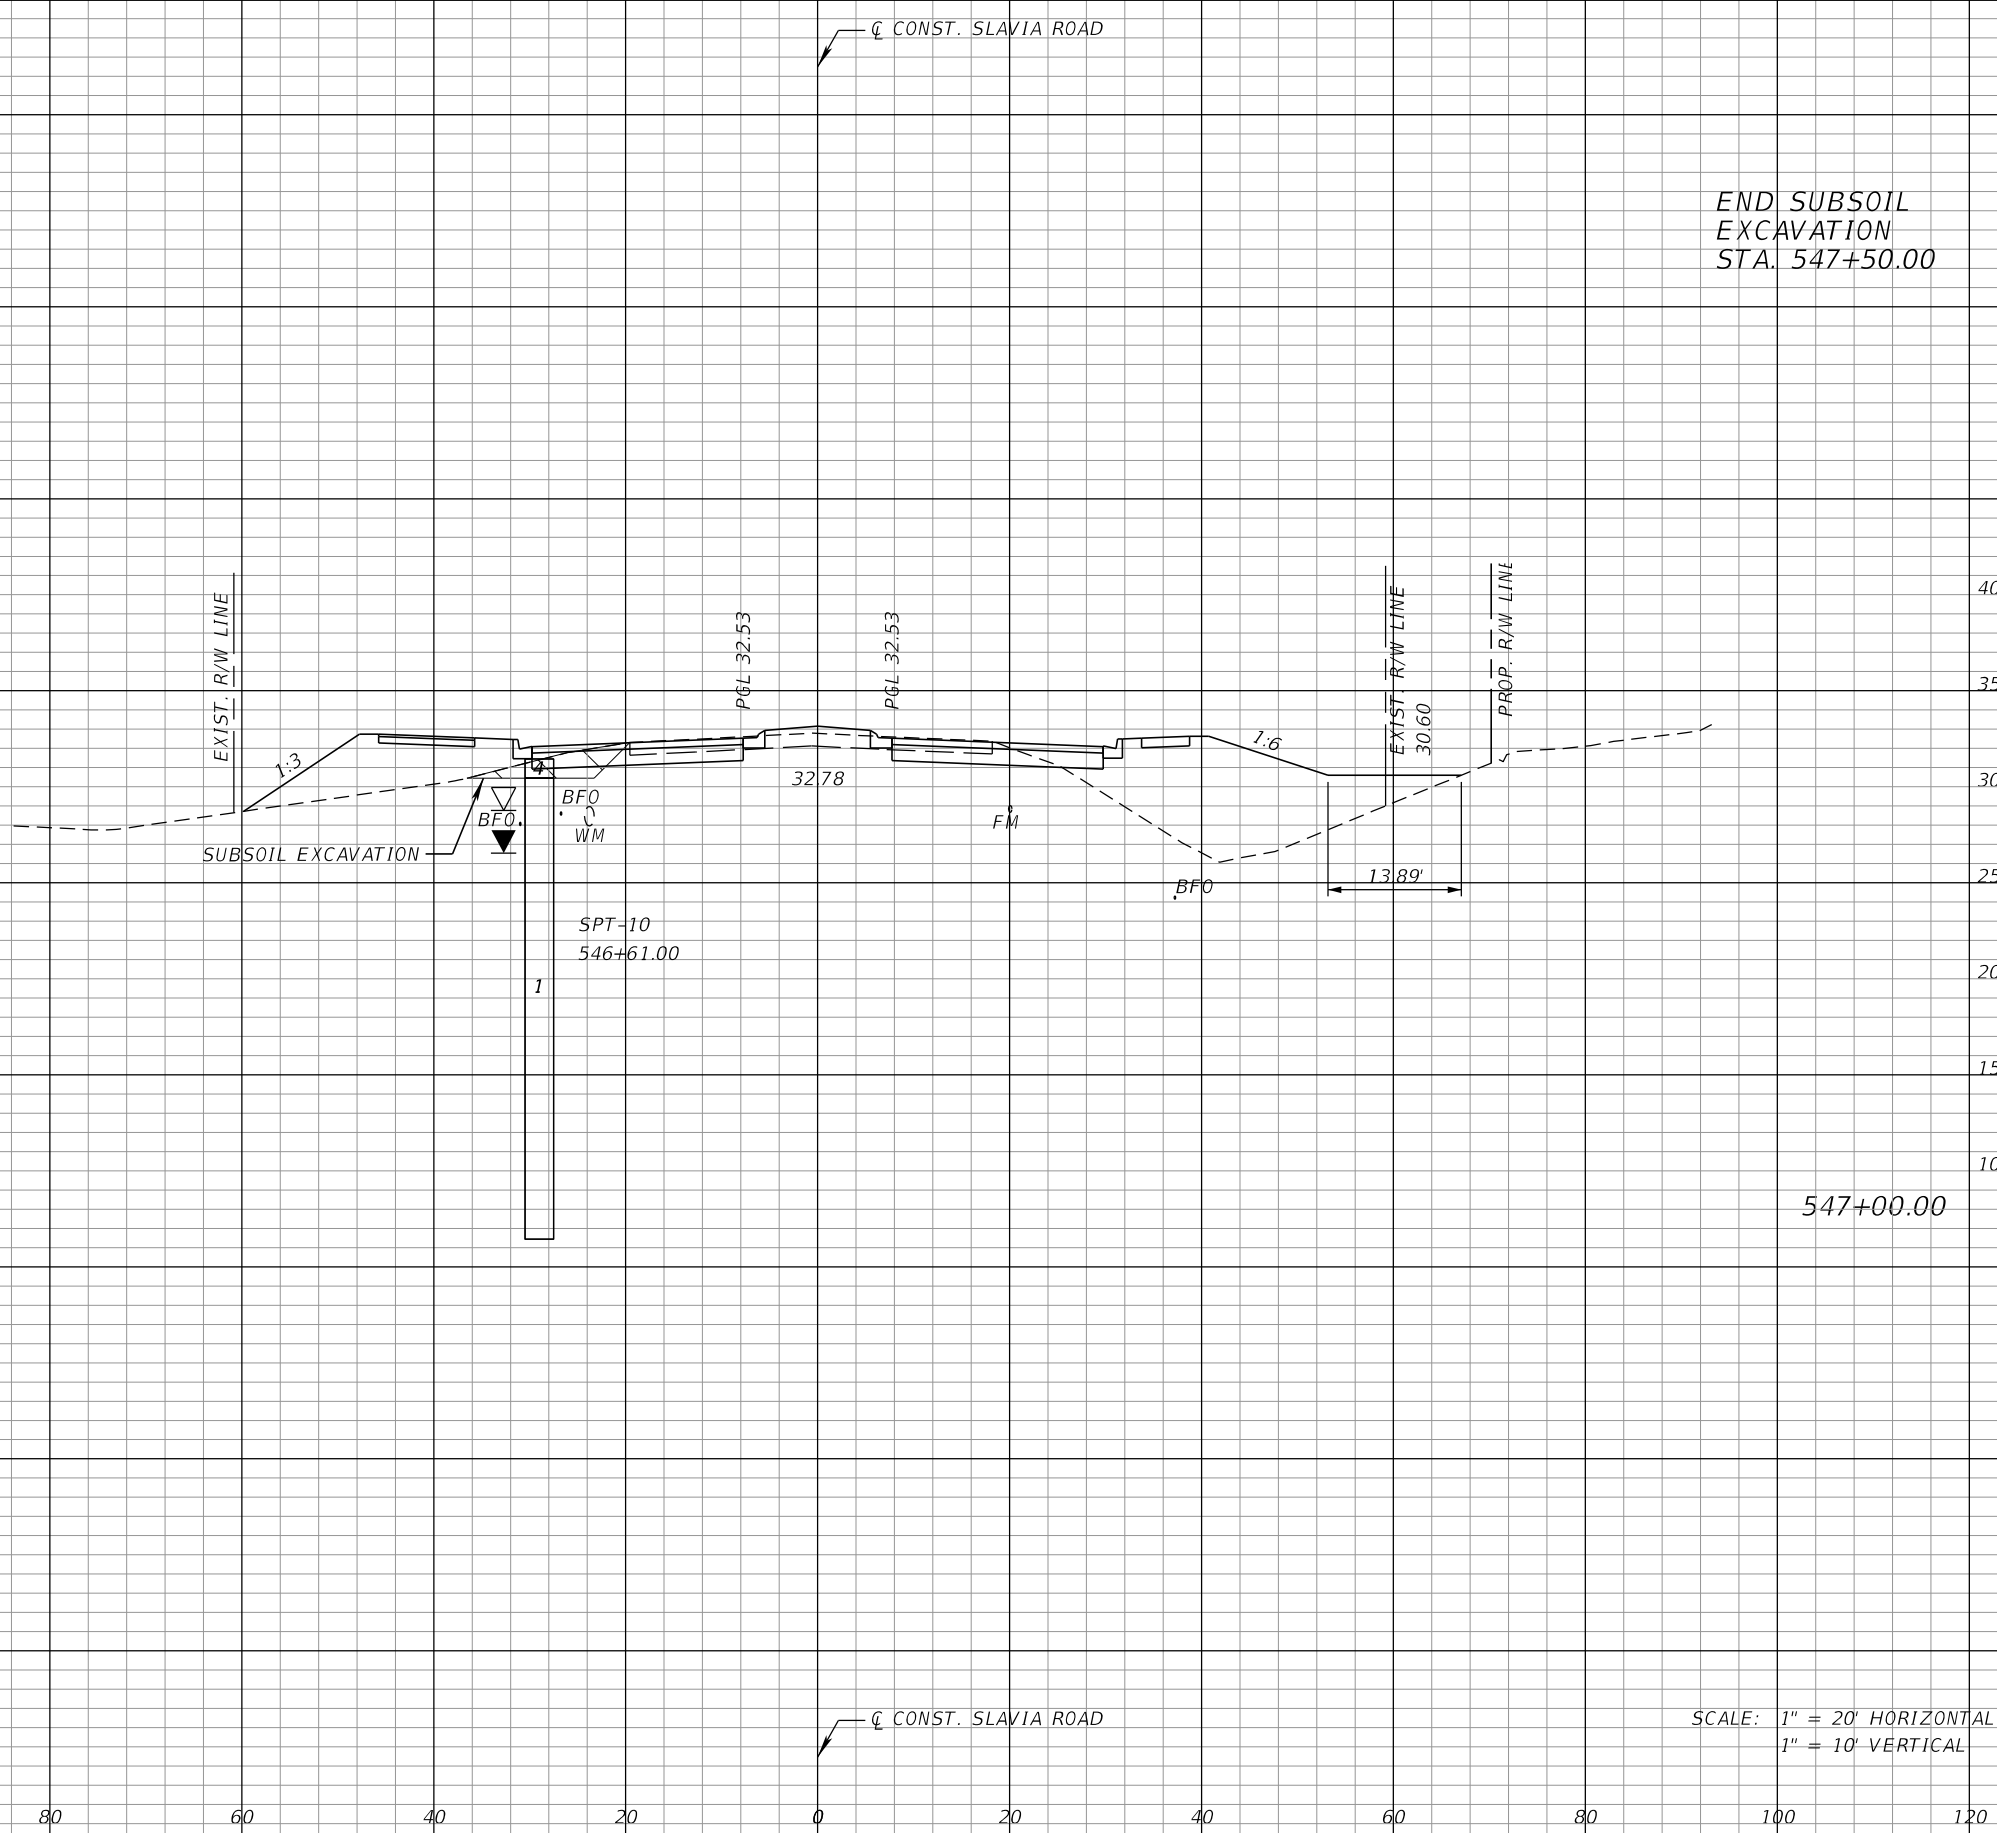 ℄ CONST. SLAVIA ROAD
END SUBSOIL
EXCAVATION
STA. 547+50.00
EXIST. R/W LINE
PGL 32.53
PGL 32.53
EXIST. R/W LINE
30.60
PROP. R/W LINE
40
35
1:3
1:6
4
32.78
30
BFO
BFO
WM
FM
SUBSOIL EXCAVATION
13.89'
BFO
25
SPT-10
546+61.00
20
1
15
10
547+00.00
℄ CONST. SLAVIA ROAD
SCALE: 1" = 20' HORIZONTAL
1" = 10' VERTICAL
80 60 40 20 0 20 40 60 80 100 120